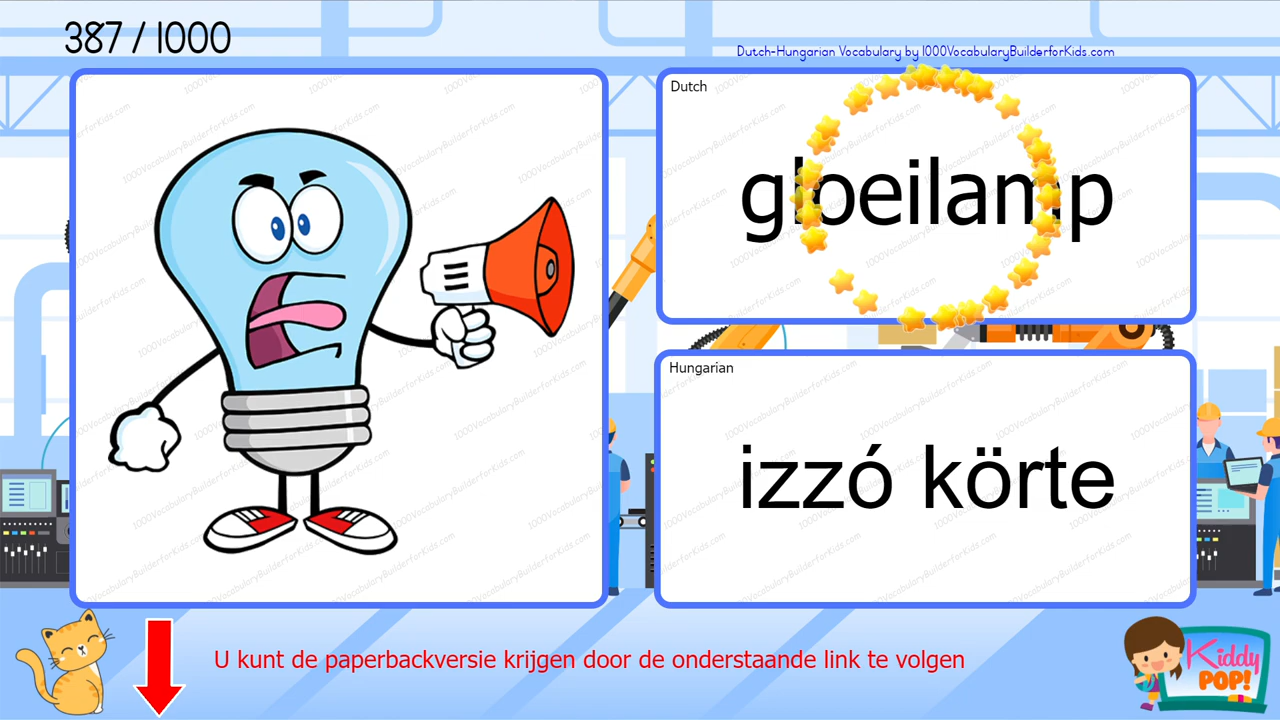 387 / 1000
Dutch-Hungarian Vocabulary by 1000VocabularyBuilderforKids.com
Dutch
gloeilamp
Hungarian
izzó körte
U kunt de paperbackversie krijgen door de onderstaande link te volgen
Kiddy
POP!